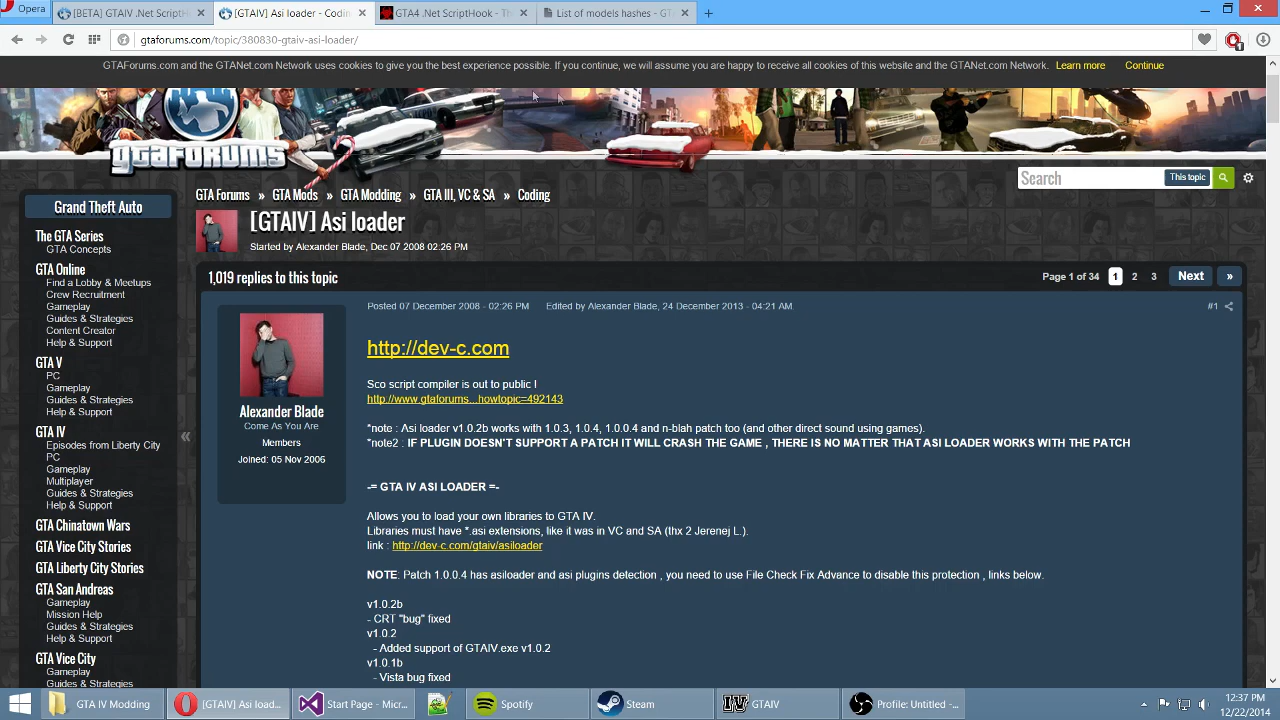 Opera
[BETA] GTAIV .Net ScriptH
[GTAIV] Asi loader - Codin
GTA4 .Net ScriptHook - Th
List of models hashes - GT
gtaforums.com/topic/380830-gtaiv-asi-loader/
GTAForums.com and the GTANet.com Network uses cookies to give you the best experience possible. If you continue, we will assume you are happy to receive all cookies of this website and the GTANet.com Network. Learn more Continue
gtaforums
Search This topic
GTA Forums » GTA Mods » GTA Modding » GTA III, VC & SA » Coding
[GTAIV] Asi loader
Started by Alexander Blade, Dec 07 2008 02:26 PM
Grand Theft Auto
The GTA Series
GTA Concepts
GTA Online
Find a Lobby & Meetups
Crew Recruitment
Gameplay
Guides & Strategies
Content Creator
Help & Support
GTA V
PC
Gameplay
Guides & Strategies
Help & Support
GTA IV
Episodes from Liberty City
PC
Gameplay
Multiplayer
Guides & Strategies
Help & Support
GTA Chinatown Wars
GTA Vice City Stories
GTA Liberty City Stories
GTA San Andreas
Gameplay
Mission Help
Guides & Strategies
Help & Support
GTA Vice City
Gameplay
Guides & Strategies
«
1,019 replies to this topic
Page 1 of 34 1 2 3 Next »
Posted 07 December 2008 - 02:26 PM Edited by Alexander Blade, 24 December 2013 - 04:21 AM.
#1
Alexander Blade
Come As You Are
Members
Joined: 05 Nov 2006
http://dev-c.com
Sco script compiler is out to public !
http://www.gtaforums...howtopic=492143
*note : Asi loader v1.0.2b works with 1.0.3, 1.0.4, 1.0.0.4 and n-blah patch too (and other direct sound using games).
*note2 : IF PLUGIN DOESN'T SUPPORT A PATCH IT WILL CRASH THE GAME , THERE IS NO MATTER THAT ASI LOADER WORKS WITH THE PATCH
-= GTA IV ASI LOADER =-
Allows you to load your own libraries to GTA IV.
Libraries must have *.asi extensions, like it was in VC and SA (thx 2 Jerenej L.).
link : http://dev-c.com/gtaiv/asiloader
NOTE: Patch 1.0.0.4 has asiloader and asi plugins detection , you need to use File Check Fix Advance to disable this protection , links below.
v1.0.2b
- CRT "bug" fixed
v1.0.2
- Added support of GTAIV.exe v1.0.2
v1.0.1b
- Vista bug fixed
GTA IV Modding
[GTAIV] Asi load...
Start Page - Micr...
Spotify
Steam
IV GTAIV
Profile: Untitled -...
12:37 PM
12/22/2014